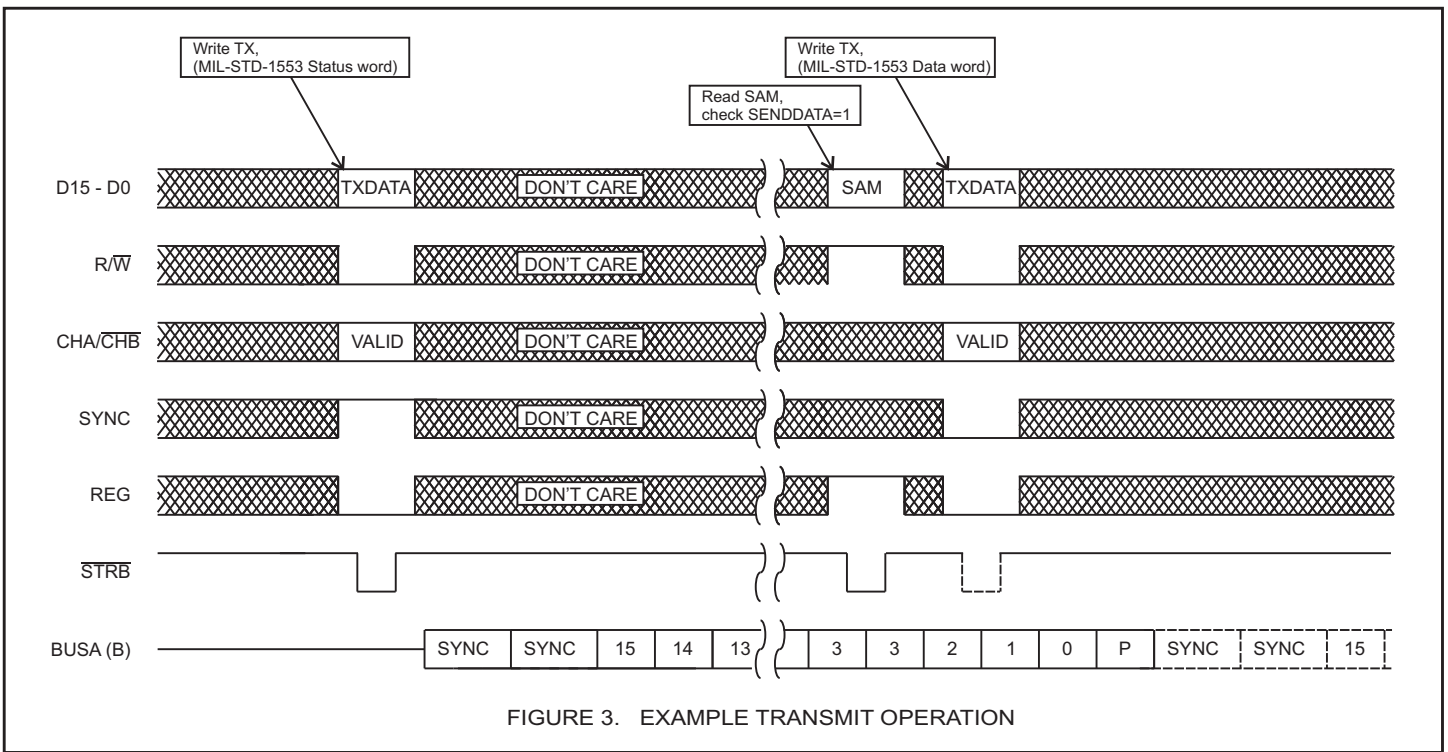 Write TX,
(MIL-STD-1553 Status word)
Write TX,
(MIL-STD-1553 Data word)
Read SAM,
check SENDDATA=1
D15 - D0 TXDATA DON'T CARE SAM TXDATA
R/W̅ DON'T CARE
CHA/C̅H̅B̅ VALID DON'T CARE VALID
SYNC DON'T CARE
REG DON'T CARE
S̅T̅R̅B̅
BUSA (B) SYNC SYNC 15 14 13 3 3 2 1 0 P SYNC SYNC 15
FIGURE 3. EXAMPLE TRANSMIT OPERATION